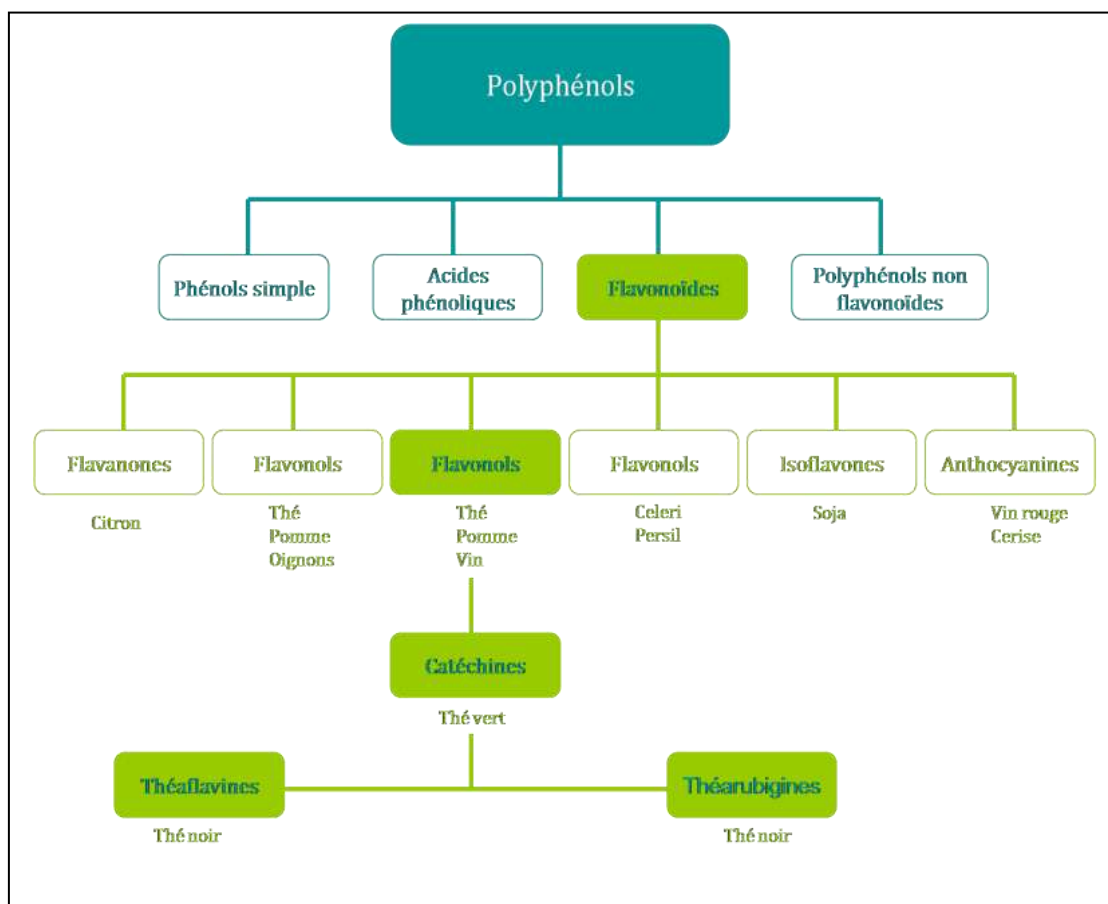 Polyphénols
Phénols simple
Acides
phénoliques
Flavonoïdes
Polyphénols non
flavonoïdes
Flavanones
Flavonols
Flavonols
Flavonols
Isoflavones
Anthocyanines
Citron
Thé
Pomme
Oignons
Thé
Pomme
Vin
Celeri
Persil
Soja
Vin rouge
Cerise
Catéchines
Thé vert
Théaflavines
Théarubigines
Thé noir
Thé noir